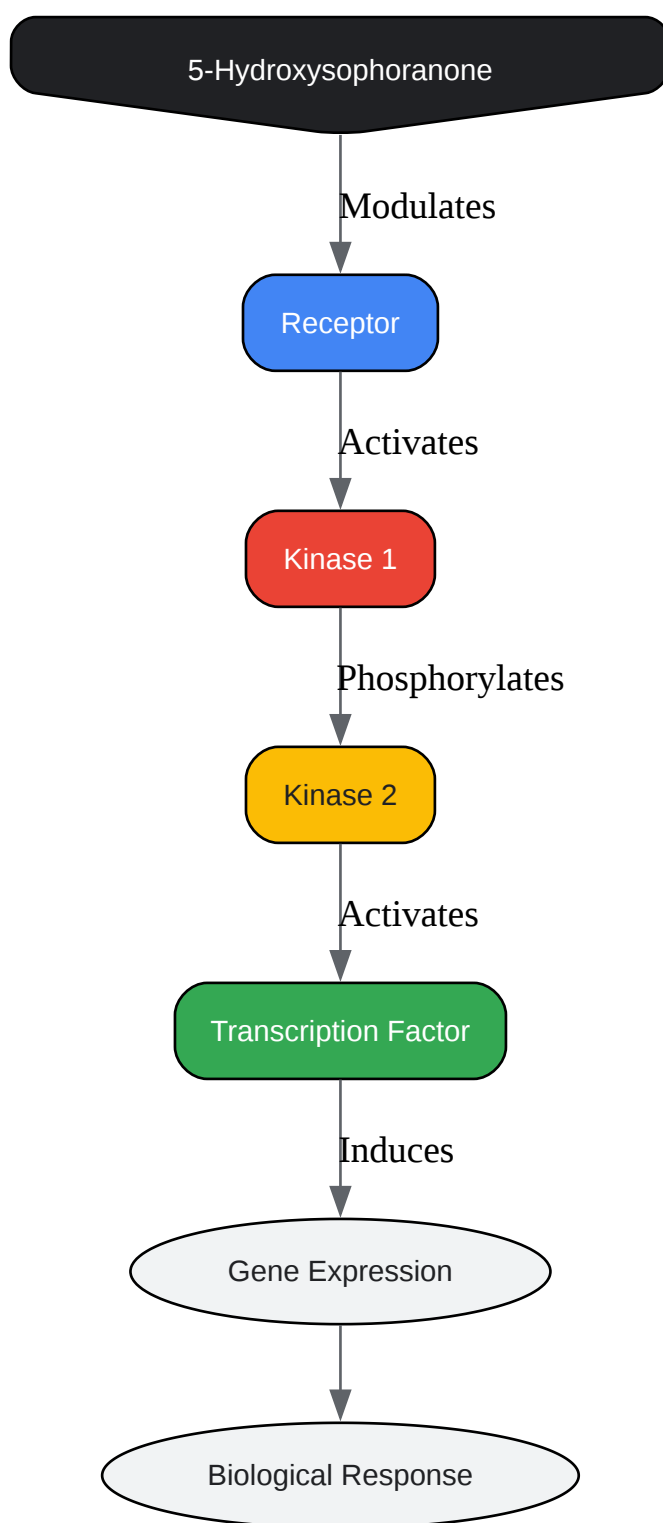 5-Hydroxysophoranone
Modulates
Receptor
Activates
Kinase 1
Phosphorylates
Kinase 2
Activates
Transcription Factor
Induces
Gene Expression
Biological Response